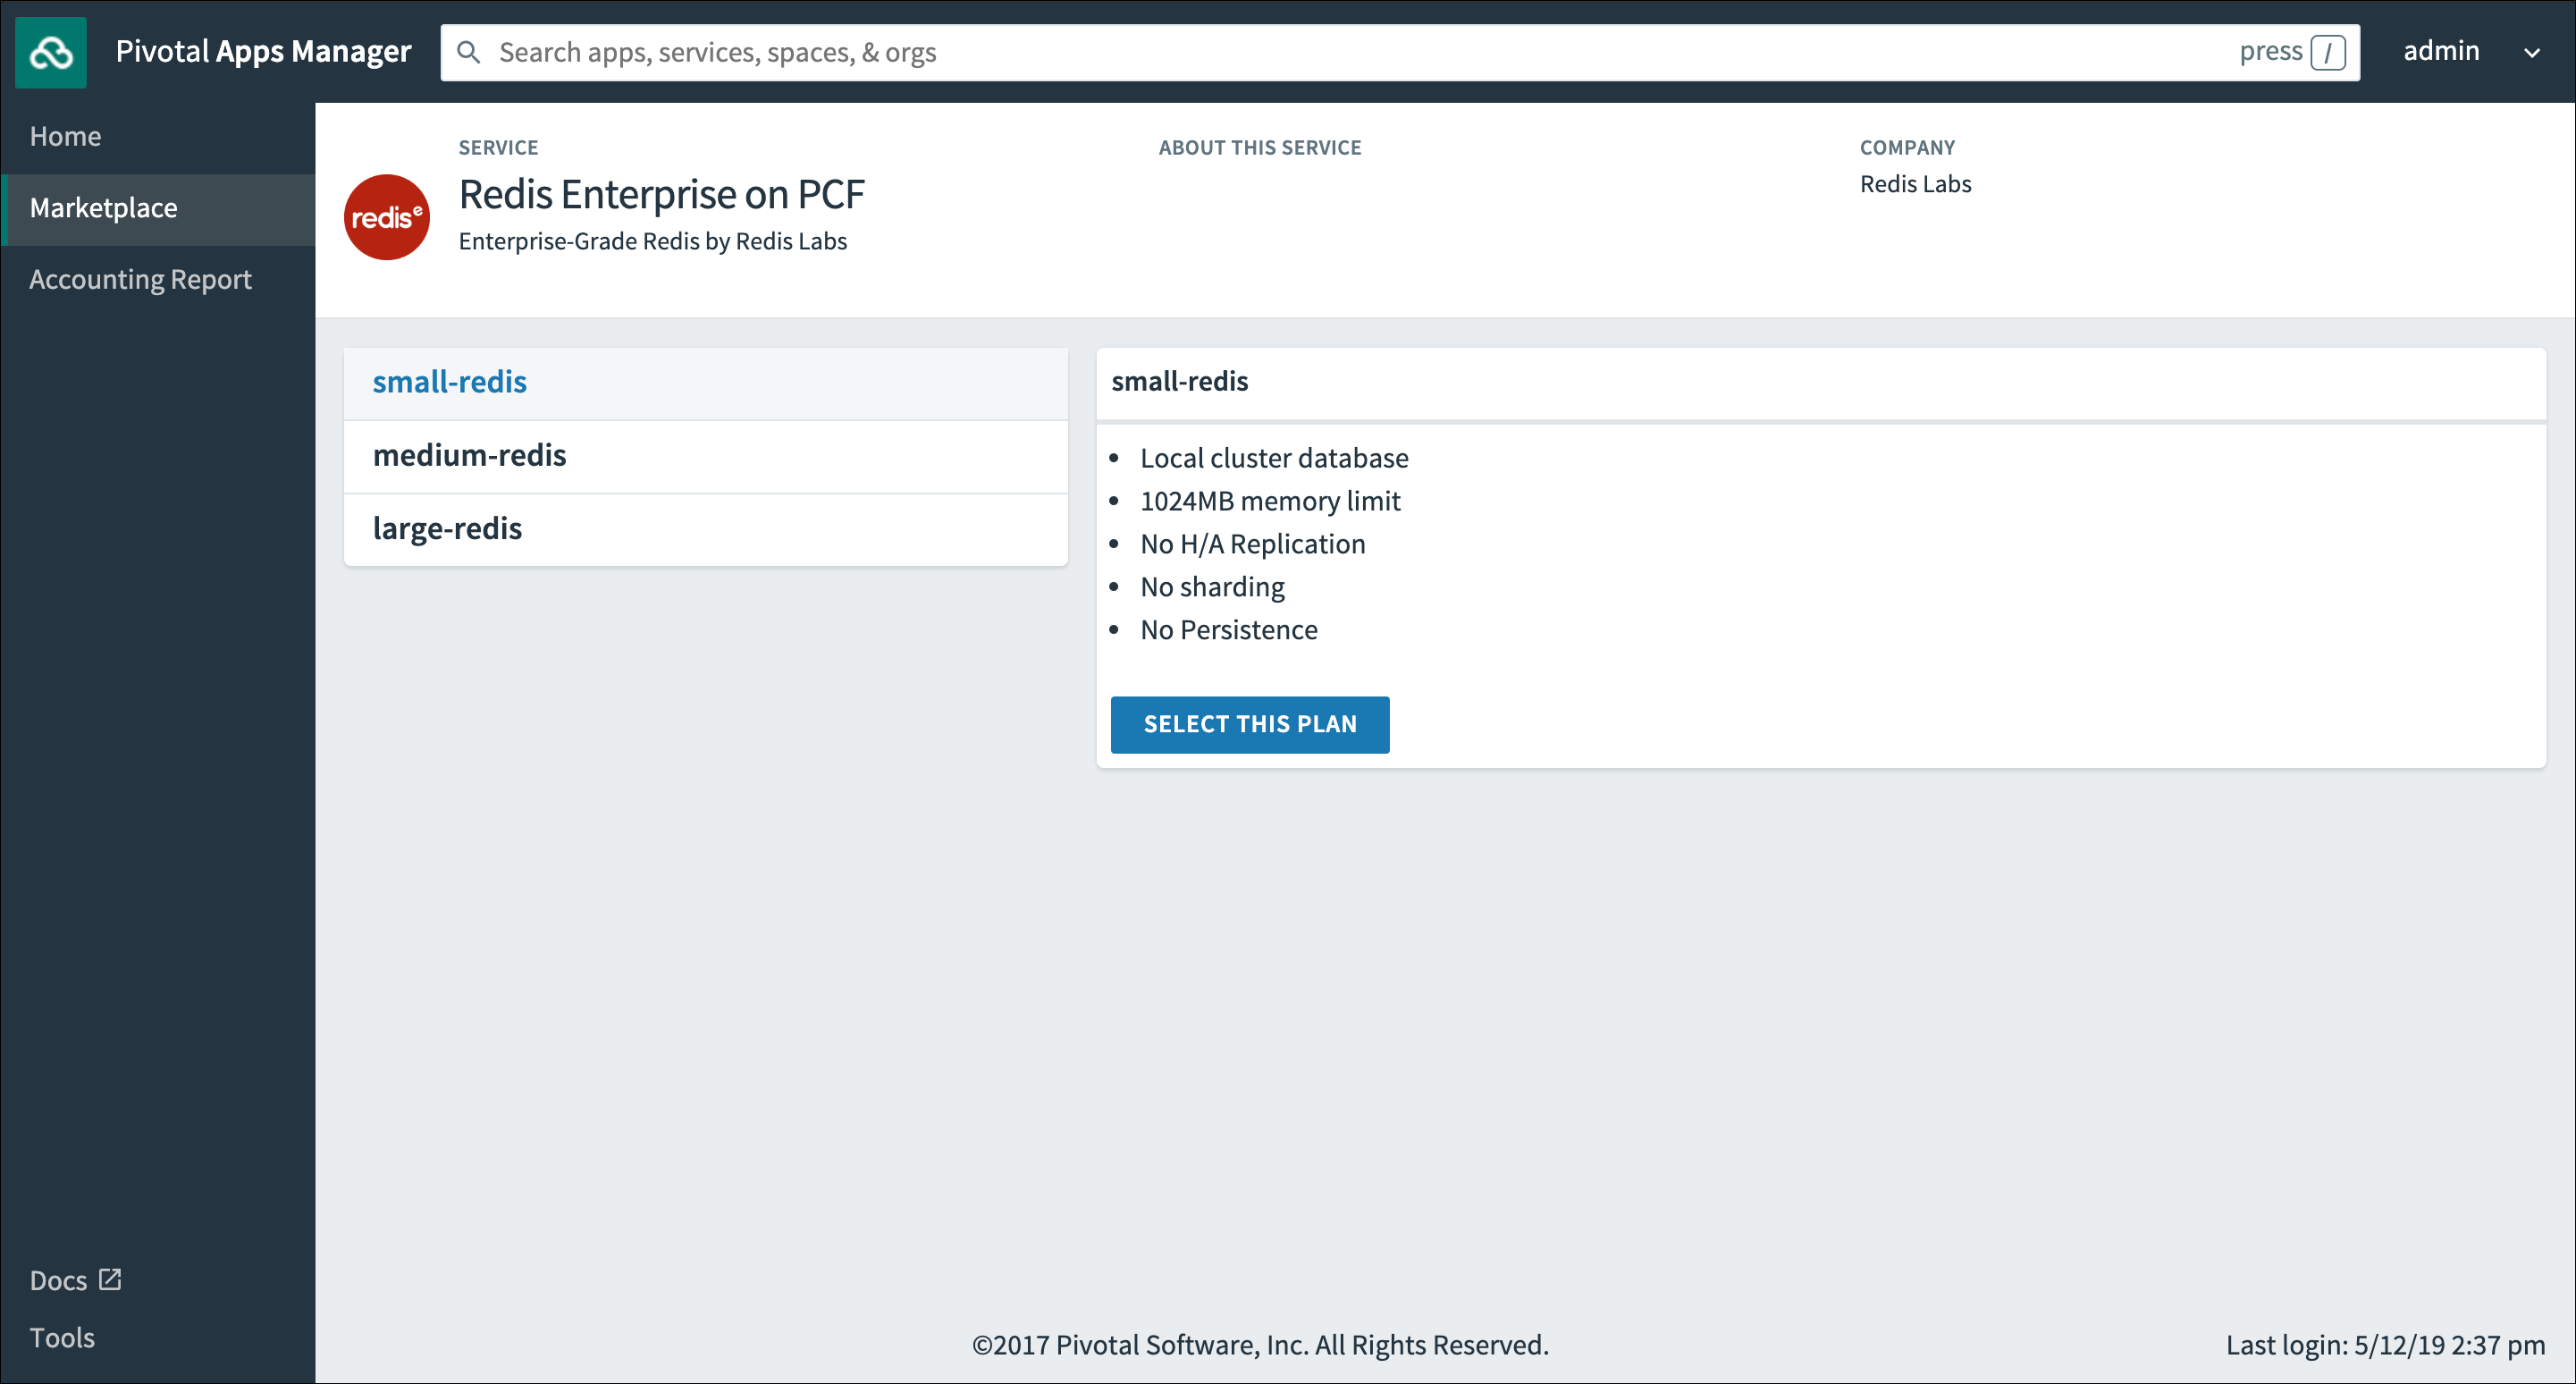 Pivotal Apps Manager
Search apps, services, spaces, & orgs
press /
admin
Home
Marketplace
Accounting Report
SERVICE
redis e
Redis Enterprise on PCF
Enterprise-Grade Redis by Redis Labs
ABOUT THIS SERVICE
COMPANY
Redis Labs
small-redis
medium-redis
large-redis
small-redis
• Local cluster database
• 1024MB memory limit
• No H/A Replication
• No sharding
• No Persistence
SELECT THIS PLAN
Docs
Tools
©2017 Pivotal Software, Inc. All Rights Reserved.
Last login: 5/12/19 2:37 pm